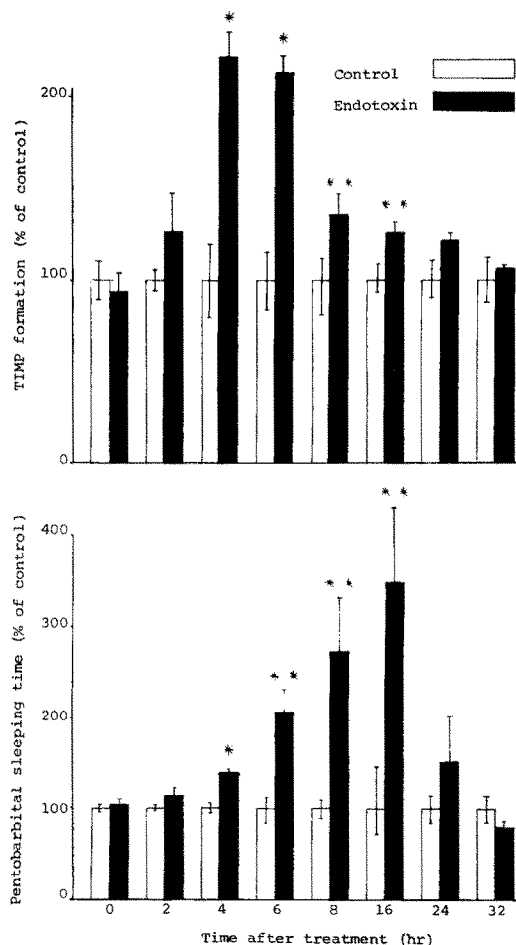 *
*
Control
200
Endotoxin
* *
* *
TIMP formation (% of control)
100
0
* *
400
* *
300
* *
200
*
Pentobarbital sleeping time (% of control)
100
0
0 2 4 6 8 16 24 32
Time after treatment (hr)